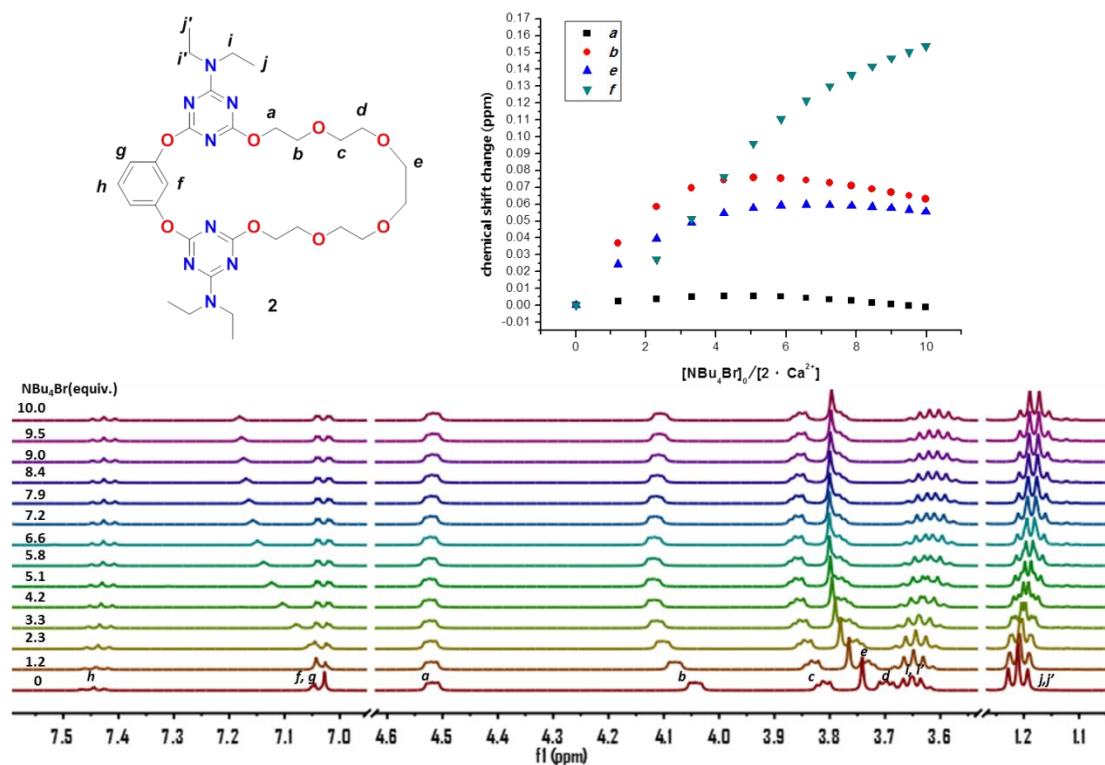 j'
i
i'
N
j
N
N
a
d
O
O
N
N
O
O
b
c
e
g
h
f
O
N
N
O
O
O
N
N
2
a
b
e
f
chemical shift change (ppm)
0.17
0.16
0.15
0.14
0.13
0.12
0.11
0.10
0.09
0.08
0.07
0.06
0.05
0.04
0.03
0.02
0.01
0.00
-0.01
0 2 4 6 8 10
[NBu₄Br]₀/[2 · Ca²⁺]
NBu₄Br(equiv.)
10.0
9.5
9.0
8.4
7.9
7.2
6.6
5.8
5.1
4.2
3.3
2.3
1.2
0
h f, g a b c e d i, i' j,j'
7.5 7.4 7.3 7.2 7.1 7.0 4.6 4.5 4.4 4.3 4.2 4.1 4.0 3.9 3.8 3.7 3.6 1.2 1.1
f1 (ppm)